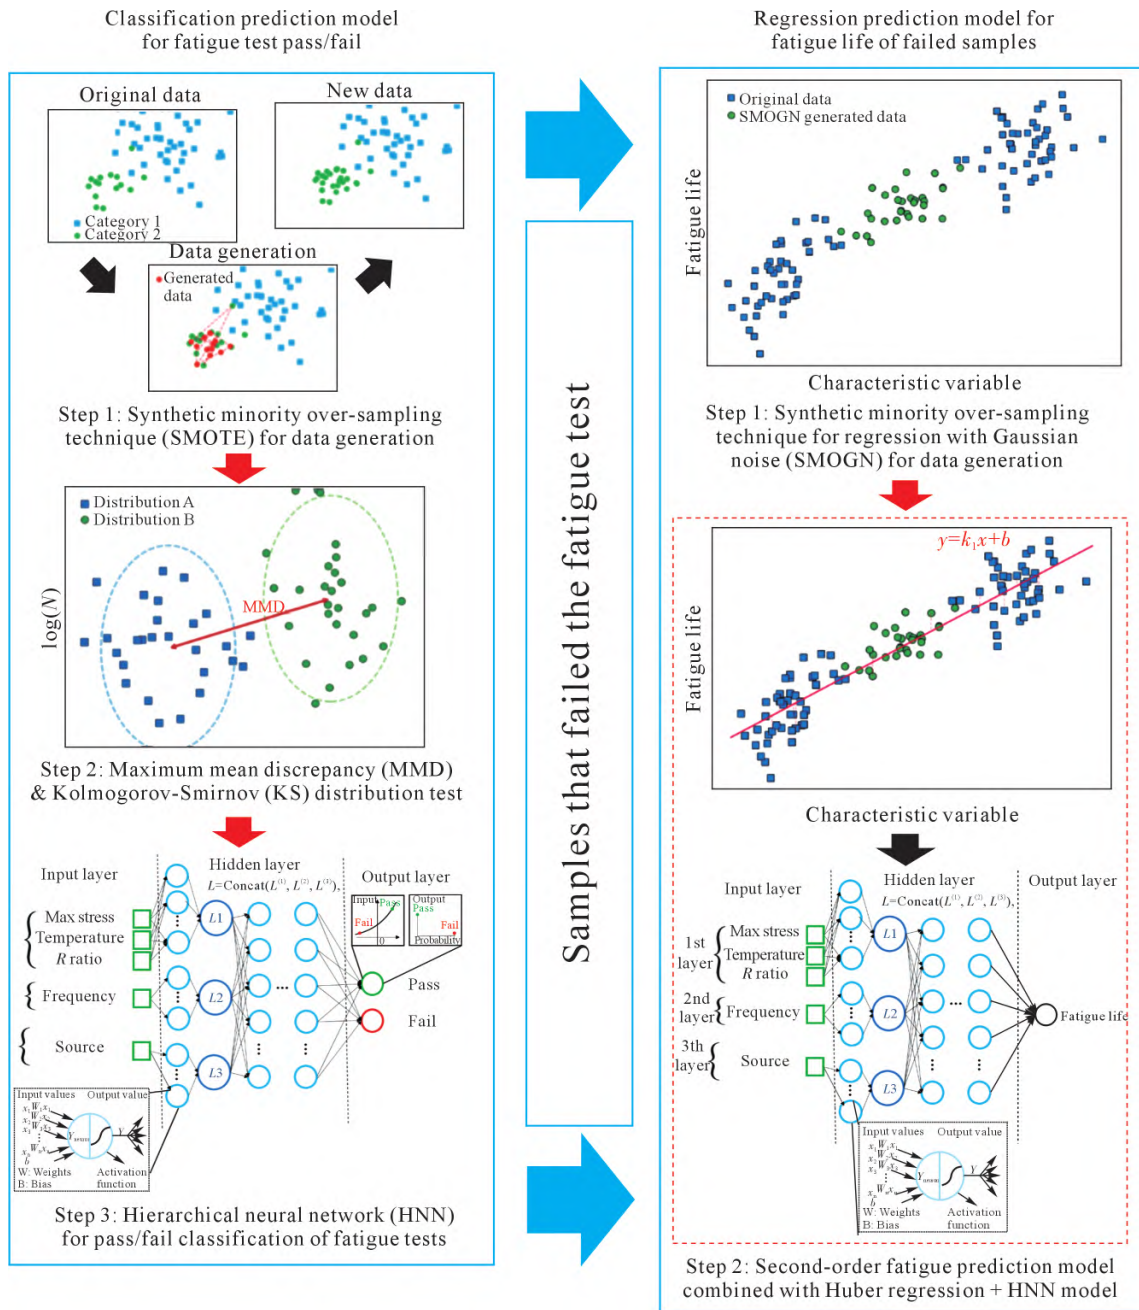 Classification prediction model
for fatigue test pass/fail
Original data
New data
Category 1
Category 2
Data generation
Generated
data
Step 1: Synthetic minority over-sampling
technique (SMOTE) for data generation
Distribution A
Distribution B
MMD
log(N)
Step 2: Maximum mean discrepancy (MMD)
& Kolmogorov-Smirnov (KS) distribution test
Input layer
Hidden layer
L=Concat(L⁽¹⁾, L⁽²⁾, L⁽³⁾),
Output layer
Input
Pass
Fail
0
Output
Pass
Fail
Probability
Max stress
Temperature
R ratio
Frequency
Source
L1
L2
L3
Pass
Fail
Input values
Output value
Y
W: Weights
B: Bias
Activation
function
Step 3: Hierarchical neural network (HNN)
for pass/fail classification of fatigue tests
Samples that failed the fatigue test
Regression prediction model for
fatigue life of failed samples
Original data
SMOGN generated data
Fatigue life
Characteristic variable
Step 1: Synthetic minority over-sampling
technique for regression with Gaussian
noise (SMOGN) for data generation
y=k₁x+b
Fatigue life
Characteristic variable
Input layer
Hidden layer
L=Concat(L⁽¹⁾, L⁽²⁾, L⁽³⁾),
Output layer
1st
layer
Max stress
Temperature
R ratio
2nd
layer
Frequency
3th
layer
Source
L1
L2
L3
Fatigue life
Input values
Output value
Y
W: Weights
B: Bias
Activation
function
Step 2: Second-order fatigue prediction model
combined with Huber regression + HNN model